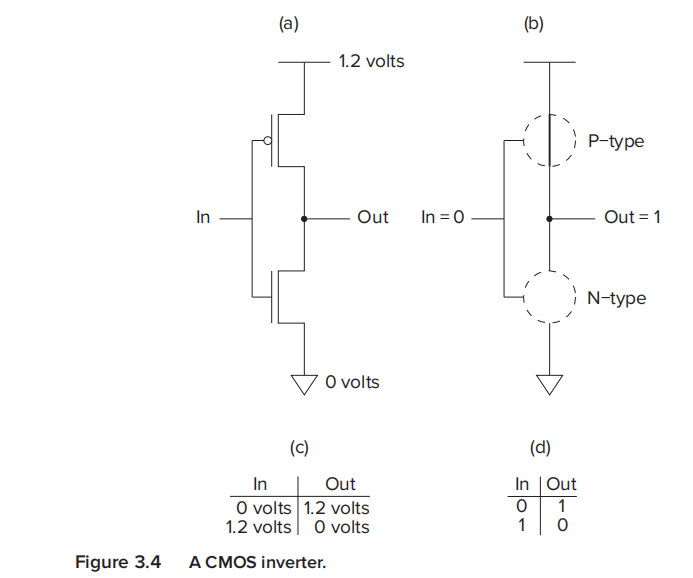 (a)
(b)
1.2 volts
P-type
In
Out
In = 0
Out = 1
N-type
0 volts
(c)
(d)
In Out
0 volts 1.2 volts
1.2 volts 0 volts
In Out
0 1
1 0
Figure 3.4 A CMOS inverter.